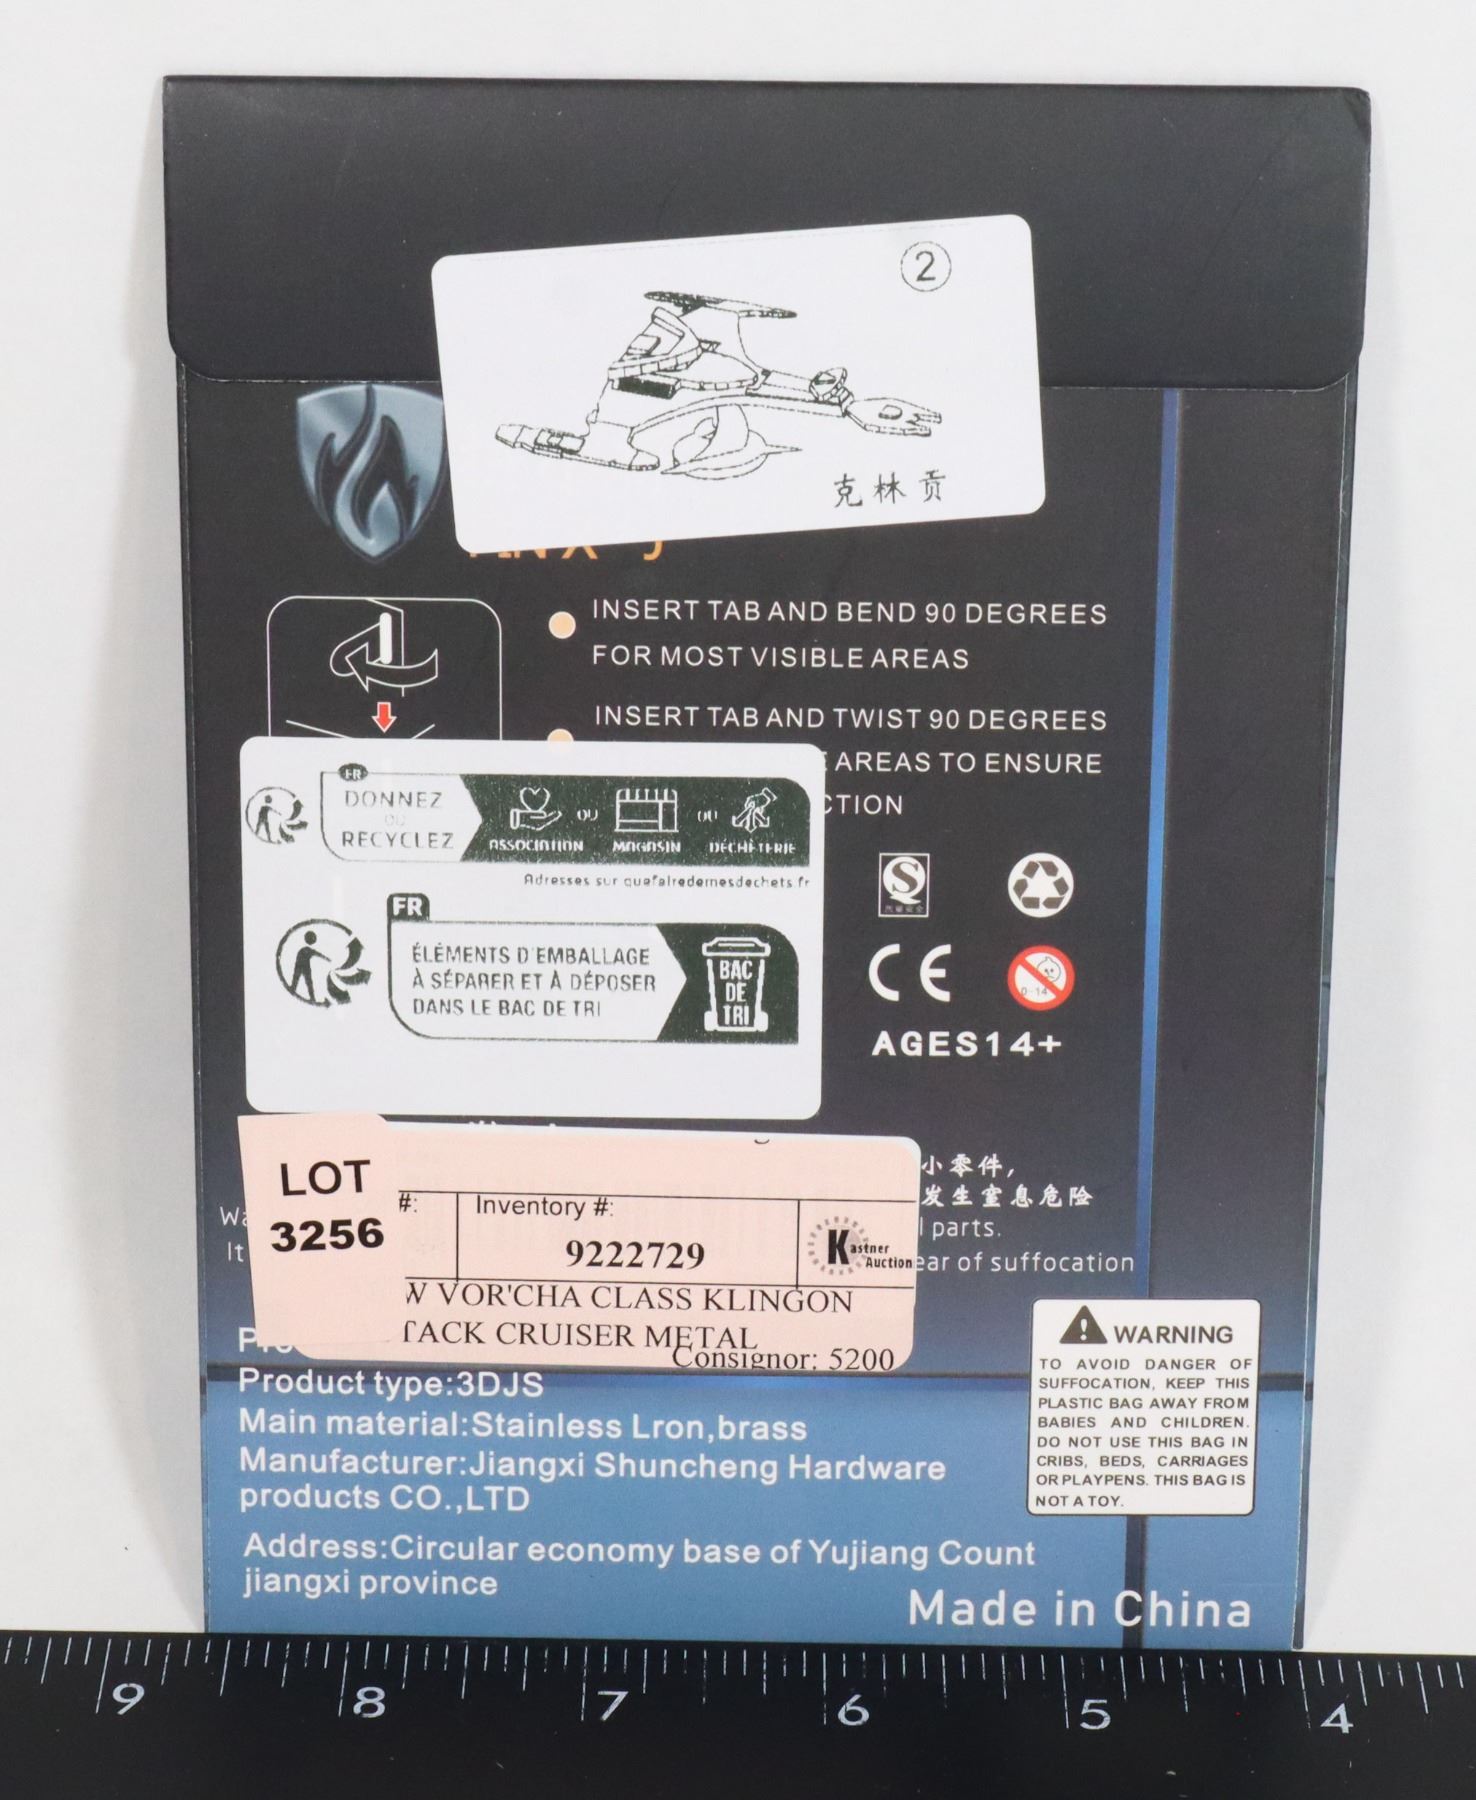 2
克林贡
INSERT TAB AND BEND 90 DEGREES
FOR MOST VISIBLE AREAS
INSERT TAB AND TWIST 90 DEGREES
AREAS TO ENSURE
CTION
FR
DONNEZ
OU
RECYCLEZ
ASSOCIATION OU MAGASIN OU DÉCHÈTERIE
Adresses sur quefairedemesdechets.fr
FR
ÉLÉMENTS D'EMBALLAGE
À SÉPARER ET À DÉPOSER
DANS LE BAC DE TRI
BAC
DE
TRI
S
CE
0-14
AGES14+
小零件,
发生窒息危险
Wa
l parts.
It
ear of suffocation
LOT
3256
#:
Inventory #:
9222729
Kastner
Auction
W VOR'CHA CLASS KLINGON
TACK CRUISER METAL
Consignor: 5200
Product type:3DJS
Main material:Stainless Lron,brass
Manufacturer:Jiangxi Shuncheng Hardware
products CO.,LTD
Address:Circular economy base of Yujiang Count
jiangxi province
Made in China
WARNING
TO AVOID DANGER OF
SUFFOCATION, KEEP THIS
PLASTIC BAG AWAY FROM
BABIES AND CHILDREN.
DO NOT USE THIS BAG IN
CRIBS, BEDS, CARRIAGES
OR PLAYPENS. THIS BAG IS
NOT A TOY.
9 8 7 6 5 4